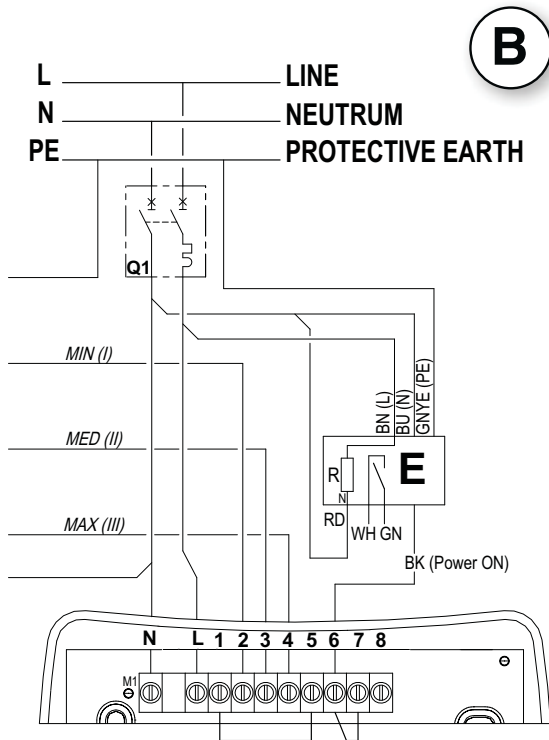 B
L LINE
N NEUTRUM
PE PROTECTIVE EARTH
Q1
MIN (I)
BN (L)
BU (N)
GNYE (PE)
MED (II)
R
E
N
RD
WH GN
MAX (III)
BK (Power ON)
N L 1 2 3 4 5 6 7 8
M1